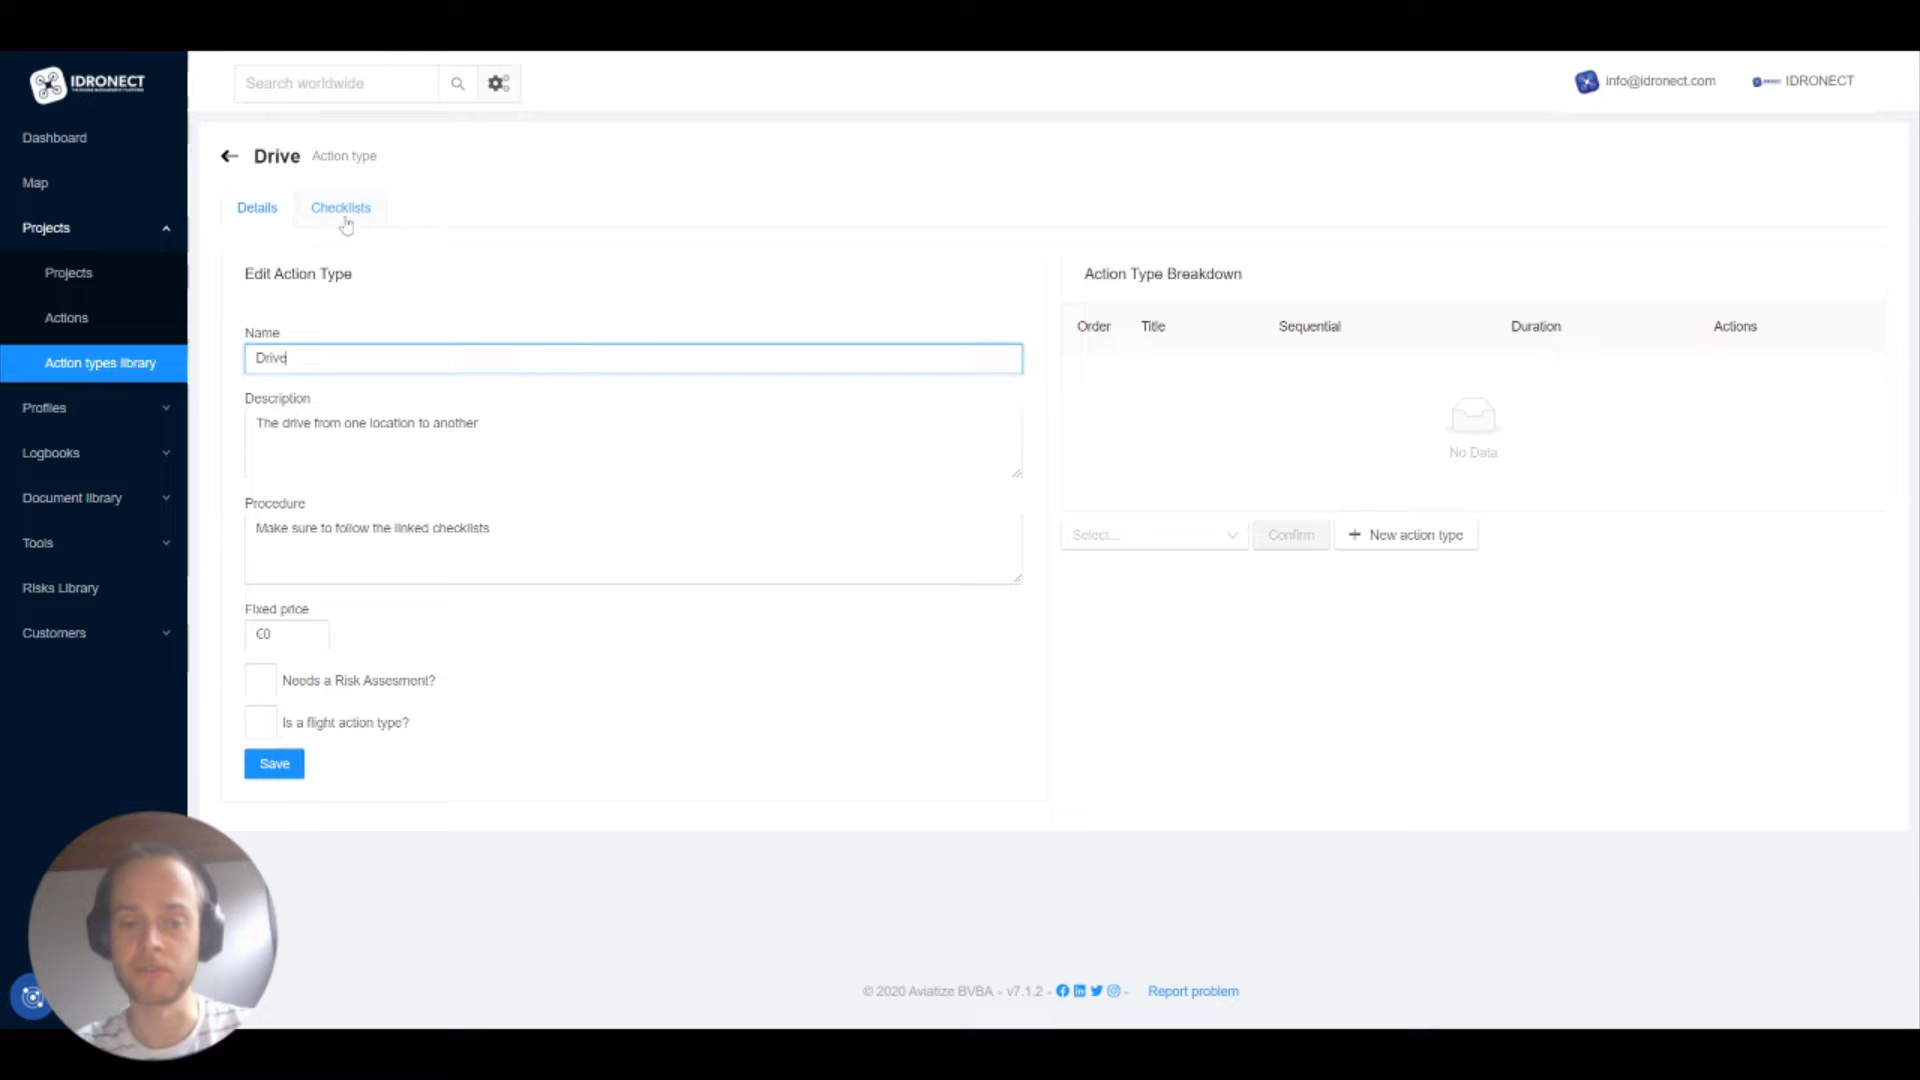 IDRONECT
Search worldwide
info@idronect.com
IDRONECT
Dashboard
Map
Projects
Projects
Actions
Action types library
Profiles
Logbooks
Document library
Tools
Risks Library
Customers
Drive Action type
Details
Checklists
Edit Action Type
Name
Drive
Description
The drive from one location to another
Procedure
Make sure to follow the linked checklists
Fixed price
€0
Needs a Risk Assesment?
Is a flight action type?
Save
Action Type Breakdown
Order Title Sequential Duration Actions
No Data
Select...
Confirm
+ New action type
© 2020 Aviatize BVBA - v7.1.2 - - Report problem